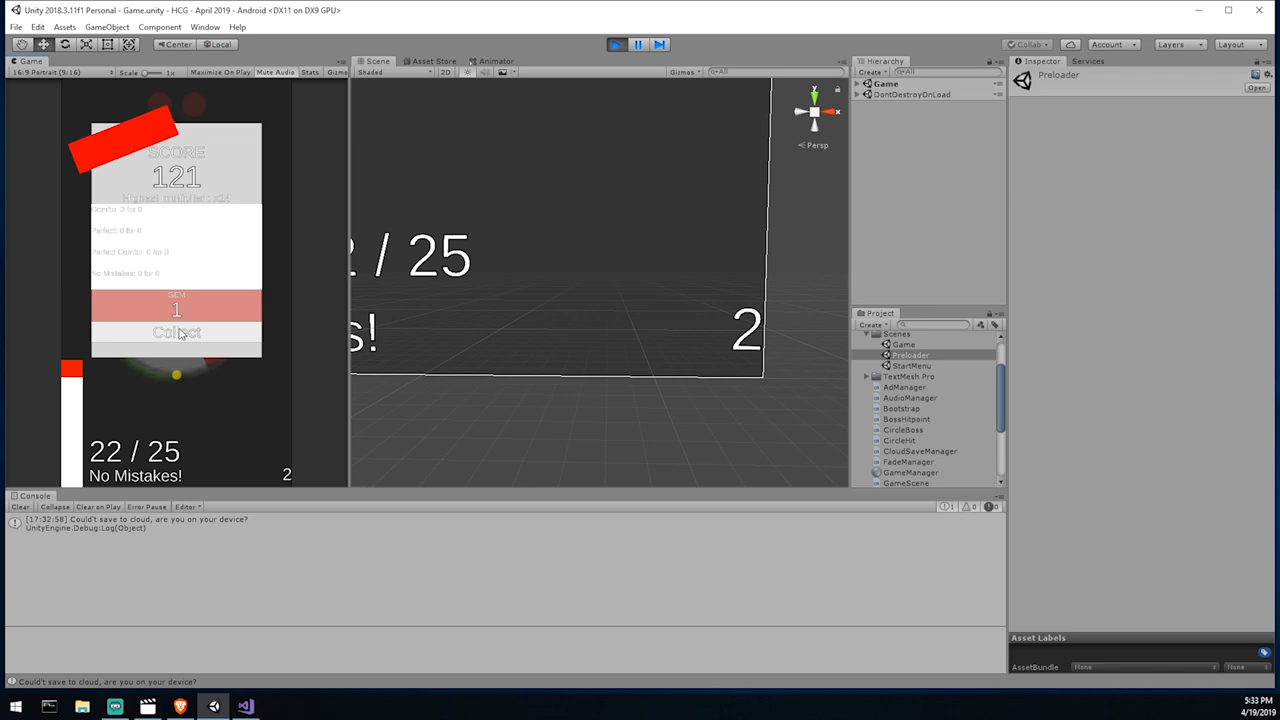 Unity 2018.3.11f1 Personal - Game.unity - HCG - April 2019 - Android <DX11 on DX9 GPU>
File Edit Assets GameObject Component Window Help
Center Local
Collab Account Layers Layout
Game
16:9 Portrait (9:16) Scale 1x Maximize On Play Mute Audio Stats Gizmos
Scene Asset Store Animator
Shaded 2D Gizmos All
Hierarchy
Create All
Game
DontDestroyOnLoad
Inspector Services
Preloader
Open
y
x
Persp
SCORE
121
Highest multiplier : x14
Combo: 0 for 0
Perfect: 0 for 0
Perfect Combo: 0 for 0
No Mistakes: 0 for 0
GEM
1
Collect
22 / 25
No Mistakes! 2
2 / 25
s! 2
Project
Create
Scenes
Game
Preloader
StartMenu
TextMesh Pro
AdManager
AudioManager
Bootstrap
BossHitpoint
CircleBoss
CircleHit
CloudSaveManager
FadeManager
GameManager
GameScene
Console
Clear Collapse Clear on Play Error Pause Editor 1 0 0
[17:32:58] Could't save to cloud, are you on your device?
UnityEngine.Debug:Log(Object)
Asset Labels
AssetBundle None None
Could't save to cloud, are you on your device?
5:33 PM
4/19/2019